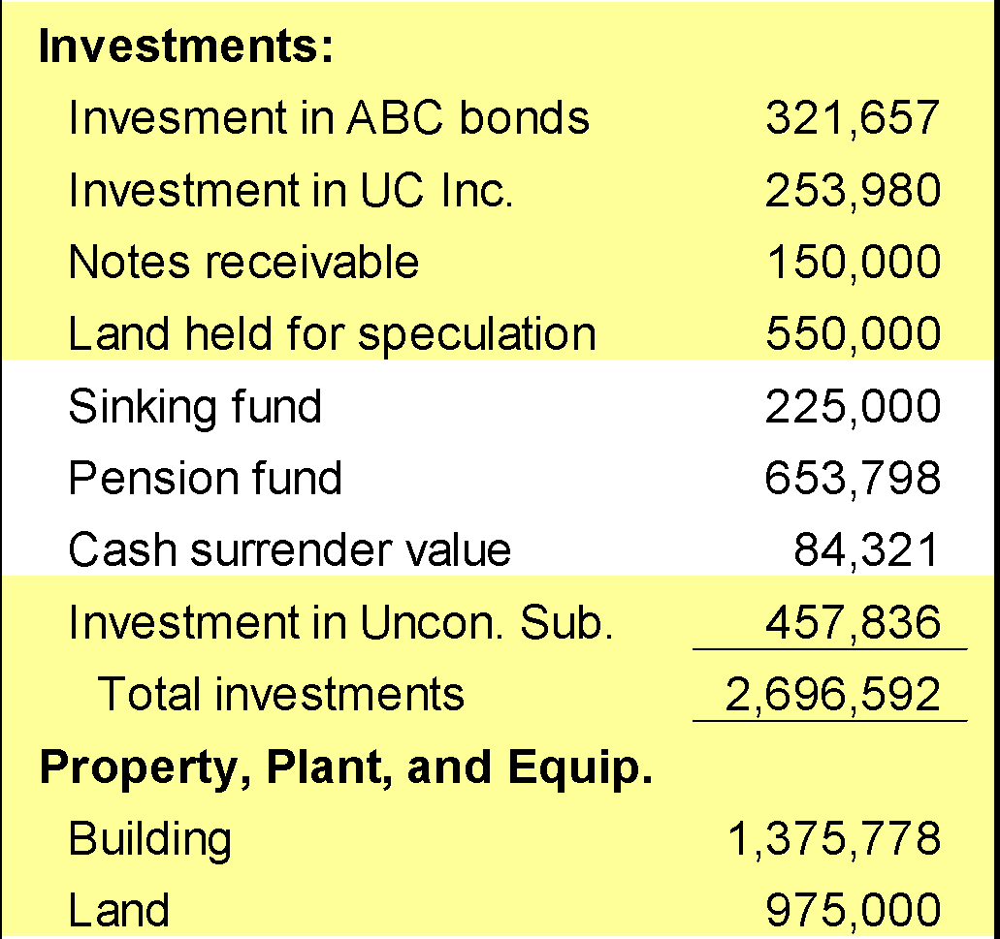 Investments:
Invesment in ABC bonds 321,657
Investment in UC Inc. 253,980
Notes receivable 150,000
Land held for speculation 550,000
Sinking fund 225,000
Pension fund 653,798
Cash surrender value 84,321
Investment in Uncon. Sub. 457,836
Total investments 2,696,592
Property, Plant, and Equip.
Building 1,375,778
Land 975,000